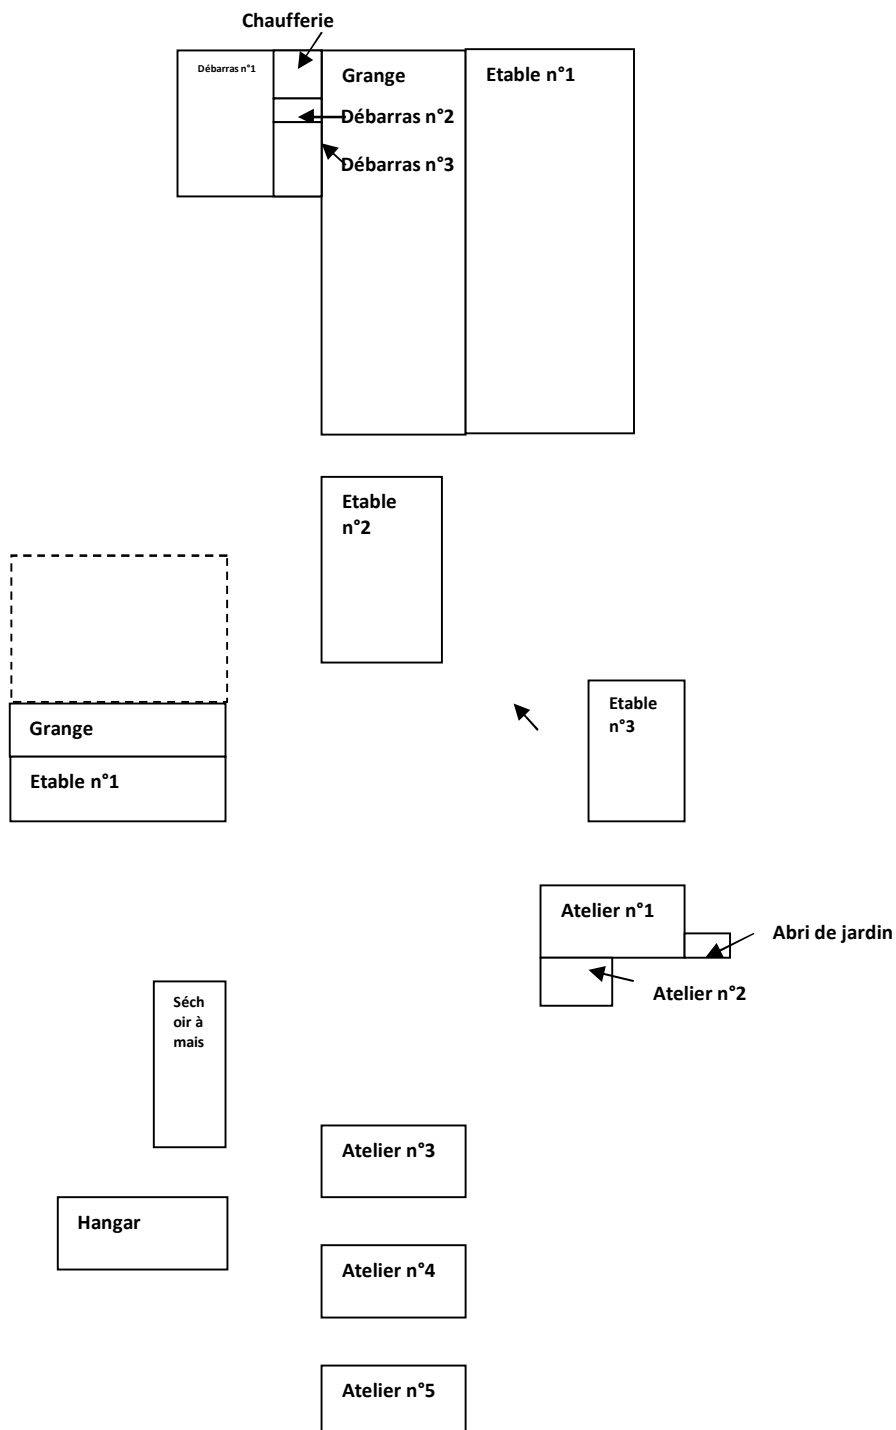 Chaufferie
Débarras n°1
Grange
Etable n°1
Débarras n°2
Débarras n°3
Etable
n°2
Etable
n°3
Grange
Etable n°1
Atelier n°1
Abri de jardin
Atelier n°2
Séch
oir à
mais
Atelier n°3
Hangar
Atelier n°4
Atelier n°5